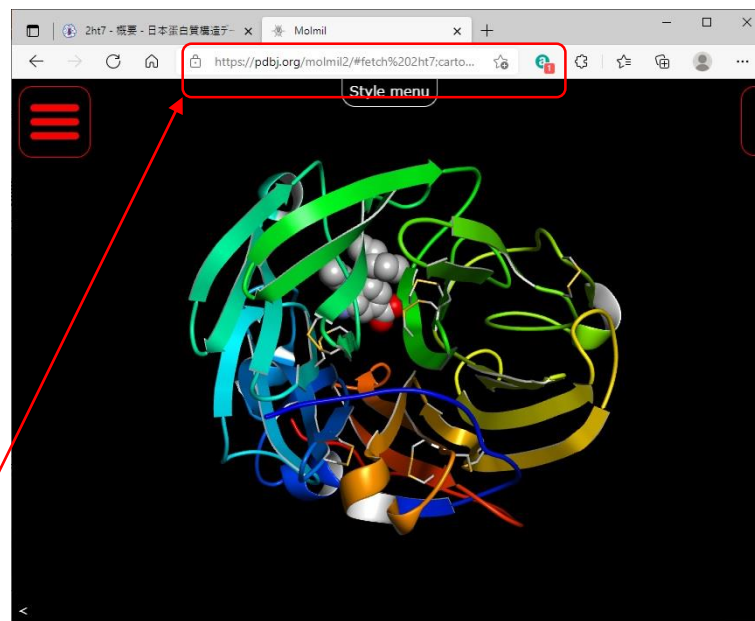 2ht7 - 概要 - 日本蛋白質構造デー
Molmil
https://pdbj.org/molmil2/#fetch%202ht7;carto...
a
1
Style menu
<